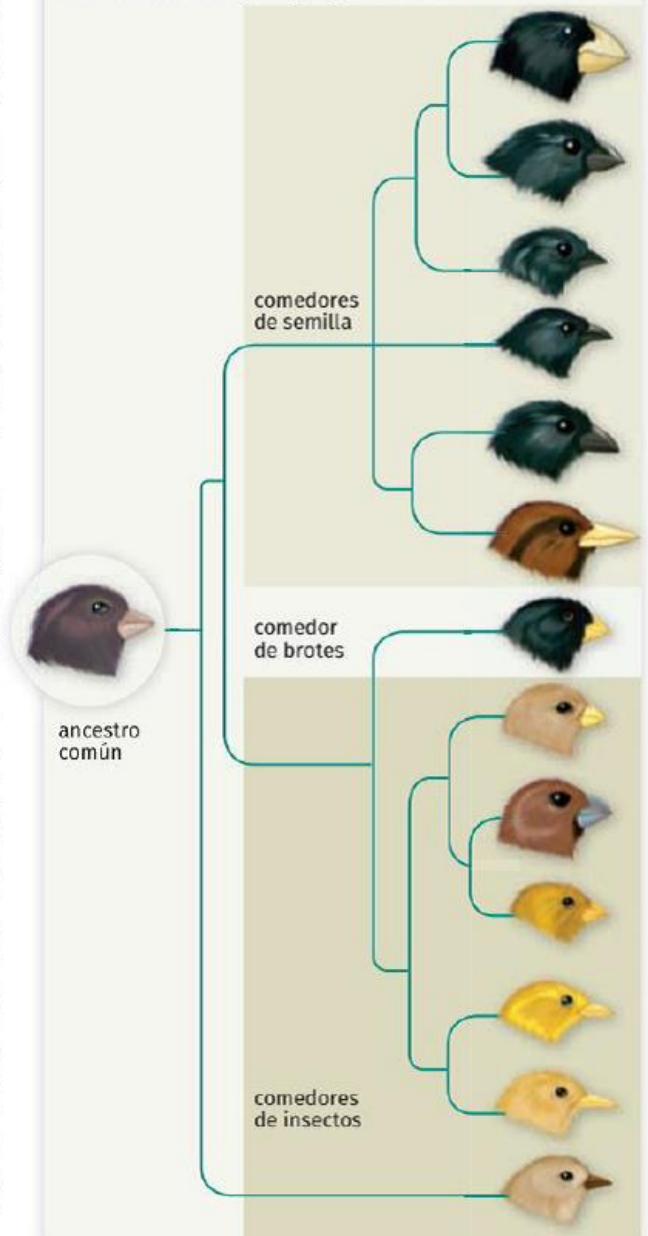 comedores
de semilla
comedor
de brotes
ancestro
común
comedores
de insectos